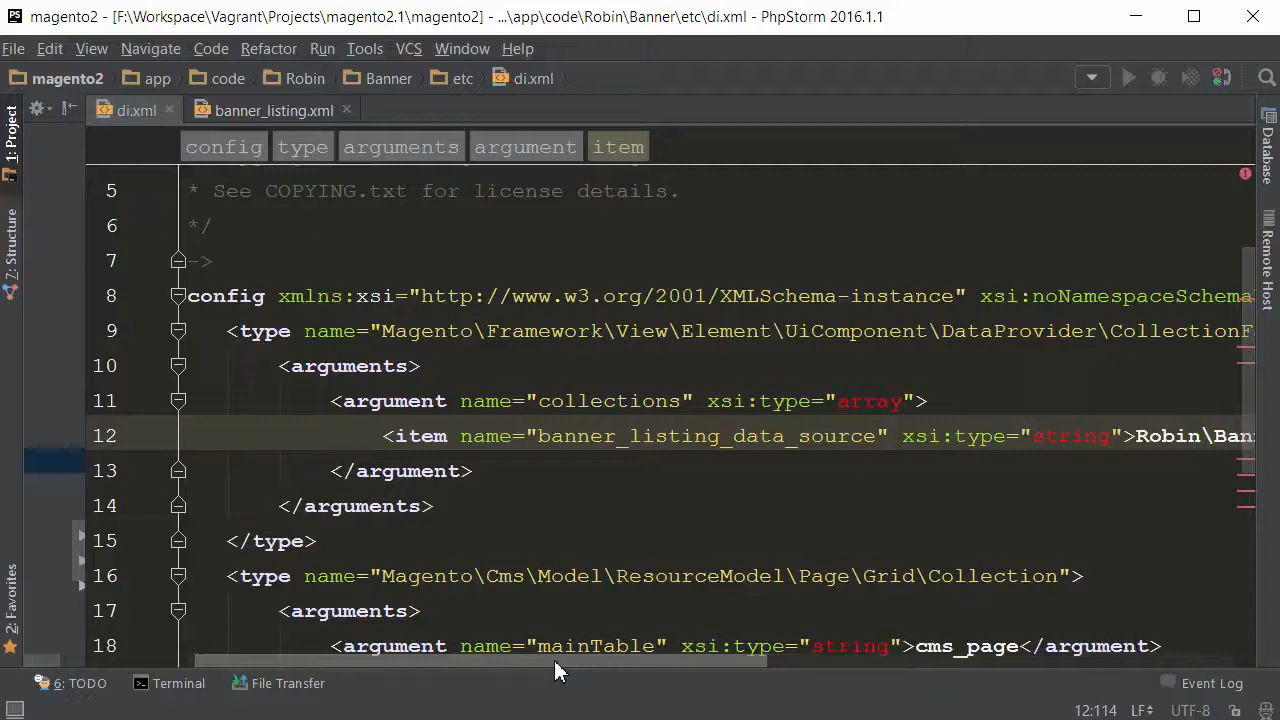 magento2 - [F:\Workspace\Vagrant\Projects\magento2.1\magento2] - ...\app\code\Robin\Banner\etc\di.xml - PhpStorm 2016.1.1
File Edit View Navigate Code Refactor Run Tools VCS Window Help
magento2 app code Robin Banner etc di.xml
di.xml banner_listing.xml
1: Project
7: Structure
2: Favorites
Database
Remote Host
config type arguments argument item
5 * See COPYING.txt for license details.
6 */
7 ->
8 config xmlns:xsi="http://www.w3.org/2001/XMLSchema-instance" xsi:noNamespaceSchema
9 <type name="Magento\Framework\View\Element\UiComponent\DataProvider\CollectionF
10 <arguments>
11 <argument name="collections" xsi:type="array">
12 <item name="banner_listing_data_source" xsi:type="string">Robin\Ban
13 </argument>
14 </arguments>
15 </type>
16 <type name="Magento\Cms\Model\ResourceModel\Page\Grid\Collection">
17 <arguments>
18 <argument name="mainTable" xsi:type="string">cms_page</argument>
6: TODO Terminal File Transfer Event Log
12:114 LF UTF-8